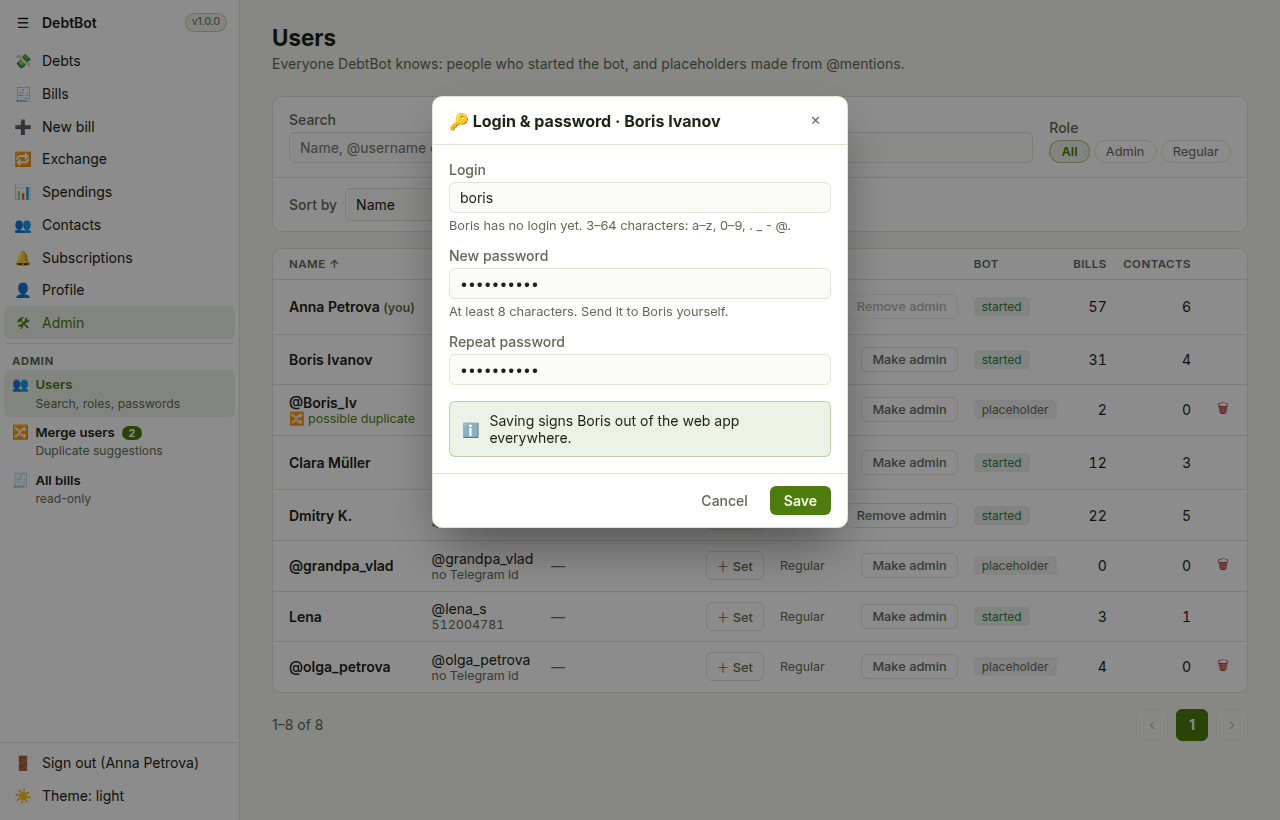 DebtBot
v1.0.0
Debts
Bills
New bill
Exchange
Spendings
Contacts
Subscriptions
Profile
Admin
ADMIN
Users
Search, roles, passwords
Merge users 2
Duplicate suggestions
All bills
read-only
Sign out (Anna Petrova)
Theme: light
Users
Everyone DebtBot knows: people who started the bot, and placeholders made from @mentions.
Search
Name, @username
Role
All Admin Regular
Sort by Name
NAME ↑ BOT BILLS CONTACTS
Anna Petrova (you) Remove admin started 57 6
Boris Ivanov Make admin started 31 4
@Boris_Iv Make admin placeholder 2 0
possible duplicate
Clara Müller Make admin started 12 3
Dmitry K. Remove admin started 22 5
@grandpa_vlad @grandpa_vlad — + Set Regular Make admin placeholder 0 0
no Telegram id
Lena @lena_s — + Set Regular Make admin started 3 1
512004781
@olga_petrova @olga_petrova — + Set Regular Make admin placeholder 4 0
no Telegram id
1–8 of 8
‹ 1 ›
Login & password · Boris Ivanov ×
Login
boris
Boris has no login yet. 3–64 characters: a–z, 0–9, . _ - @.
New password
••••••••••
At least 8 characters. Send it to Boris yourself.
Repeat password
••••••••••
Saving signs Boris out of the web app
everywhere.
Cancel Save